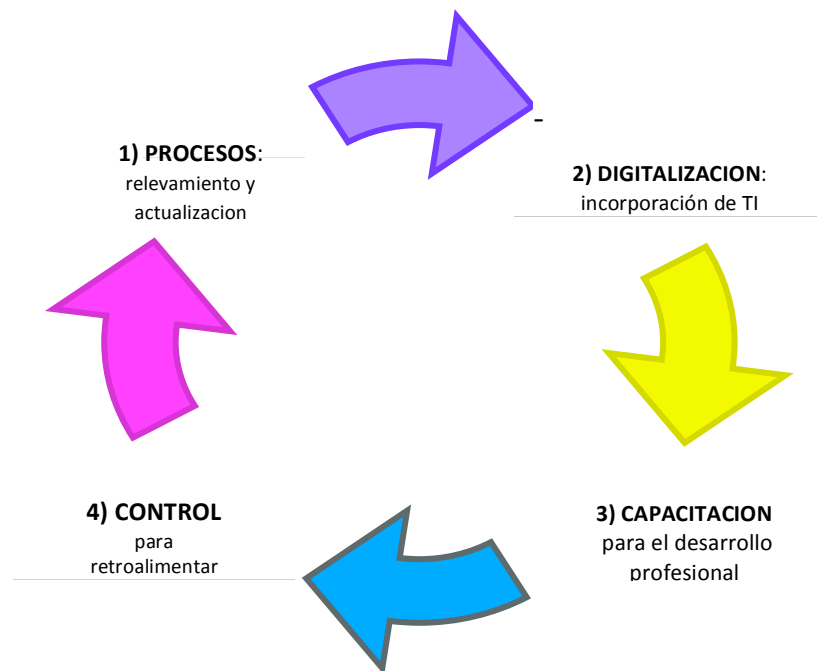 1) PROCESOS:
relevamiento y
actualizacion
-
2) DIGITALIZACION:
incorporación de TI
3) CAPACITACION
para el desarrollo
profesional
4) CONTROL
para
retroalimentar